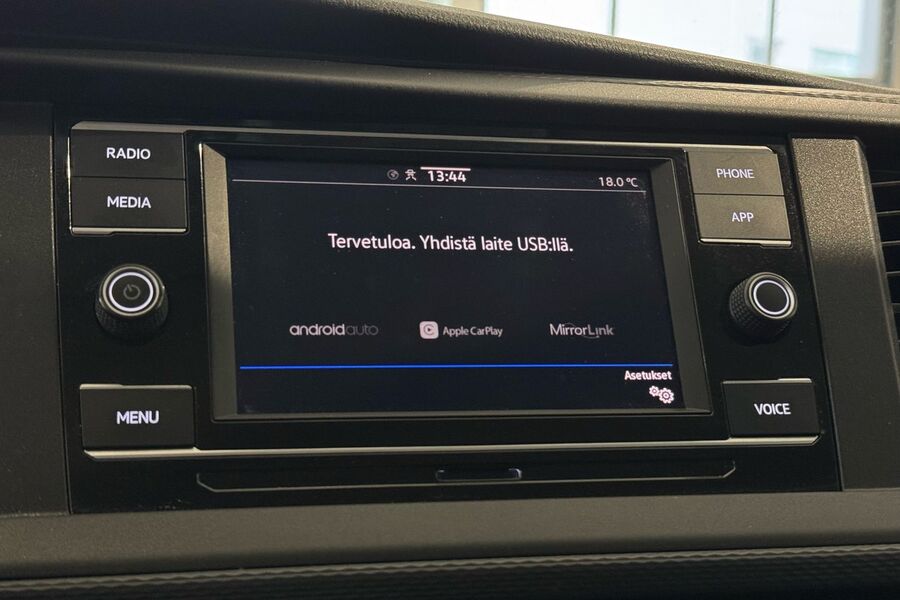 RADIO
MEDIA
MENU
13:44
18.0 °C
Tervetuloa. Yhdistä laite USB:llä.
androidauto
Apple CarPlay
MirrorLink
Asetukset
PHONE
APP
VOICE